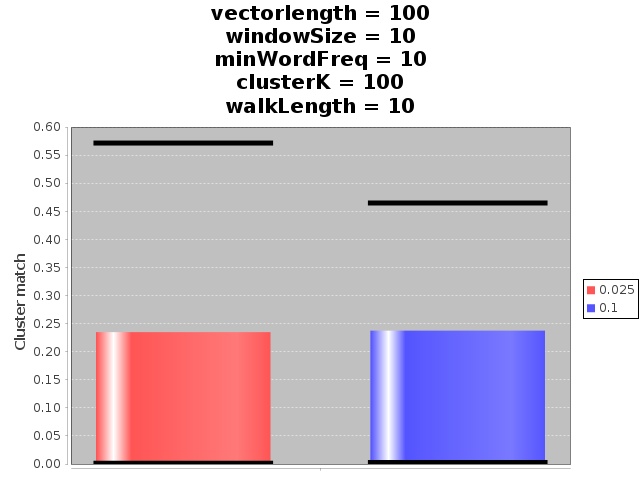 vectorlength = 100
windowSize = 10
minWordFreq = 10
clusterK = 100
walkLength = 10
0.60
0.55
0.50
0.45
0.40
0.35
0.30
0.25
0.20
0.15
0.10
0.05
0.00
Cluster match
0.025
0.1